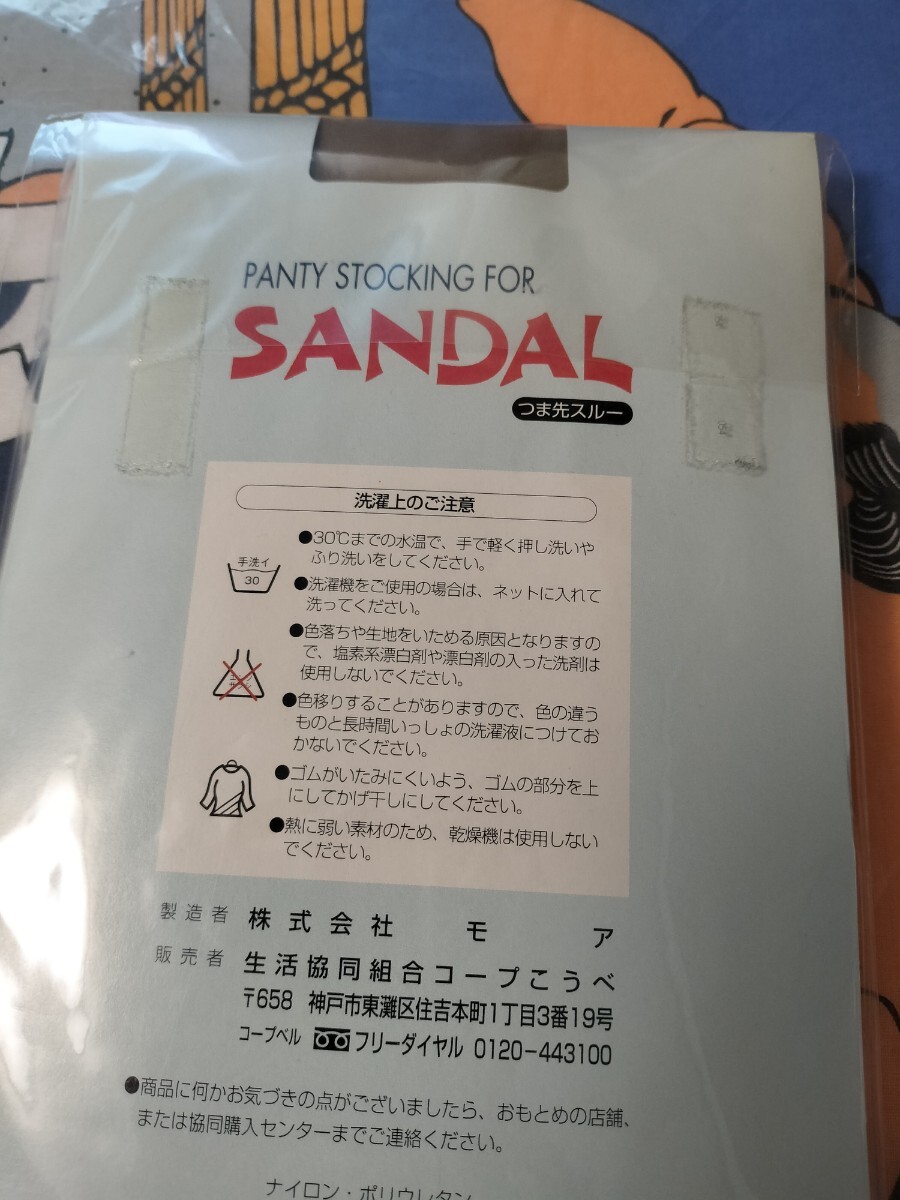 PANTY STOCKING FOR
SANDAL
つま先スルー
洗濯上のご注意
手洗イ
30
●30℃までの水温で、手で軽く押し洗いや
ふり洗いをしてください。
●洗濯機をご使用の場合は、ネットに入れて
洗ってください。
●色落ちや生地をいためる原因となりますの
で、塩素系漂白剤や漂白剤の入った洗剤は
使用しないでください。
●色移りすることがありますので、色の違う
ものと長時間いっしょの洗濯液につけてお
かないでください。
●ゴムがいたみにくいよう、ゴムの部分を上
にしてかげ干しにしてください。
●熱に弱い素材のため、乾燥機は使用しない
でください。
製造者 株式会社 モア
販売者 生活協同組合コープこうべ
〒658 神戸市東灘区住吉本町1丁目3番19号
コープベル フリーダイヤル 0120-443100
●商品に何かお気づきの点がございましたら、おもとめの店舗、
または協同購入センターまでご連絡ください。
ナイロン・ポリウレタン